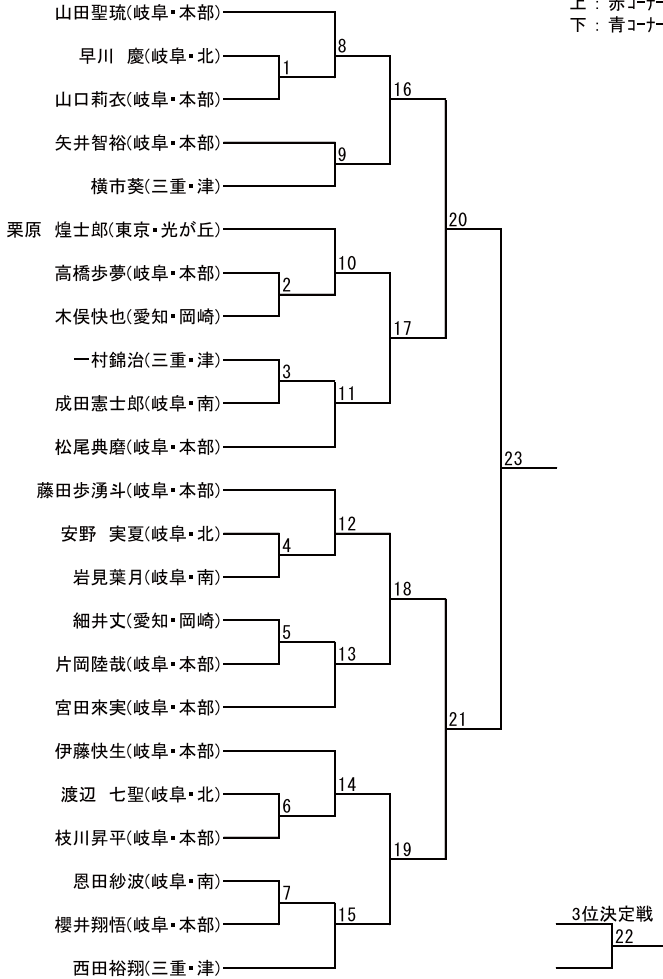 上：赤コーナー
下：青コーナー
山田聖琉(岐阜・本部)
8
早川　慶(岐阜・北)
1
16
山口莉衣(岐阜・本部)
矢井智裕(岐阜・本部)
9
横市葵(三重・津)
20
栗原　煌士郎(東京・光が丘)
10
高橋歩夢(岐阜・本部)
2
木俣快也(愛知・岡崎)
17
一村錦治(三重・津)
3
11
成田憲士郎(岐阜・南)
松尾典磨(岐阜・本部)
23
藤田歩湧斗(岐阜・本部)
12
安野　実夏(岐阜・北)
4
岩見葉月(岐阜・南)
18
細井丈(愛知・岡崎)
5
13
片岡陸哉(岐阜・本部)
宮田來実(岐阜・本部)
21
伊藤快生(岐阜・本部)
14
渡辺　七聖(岐阜・北)
6
枝川昇平(岐阜・本部)
19
恩田紗波(岐阜・南)
7
15
櫻井翔悟(岐阜・本部)
3位決定戦
22
西田裕翔(三重・津)